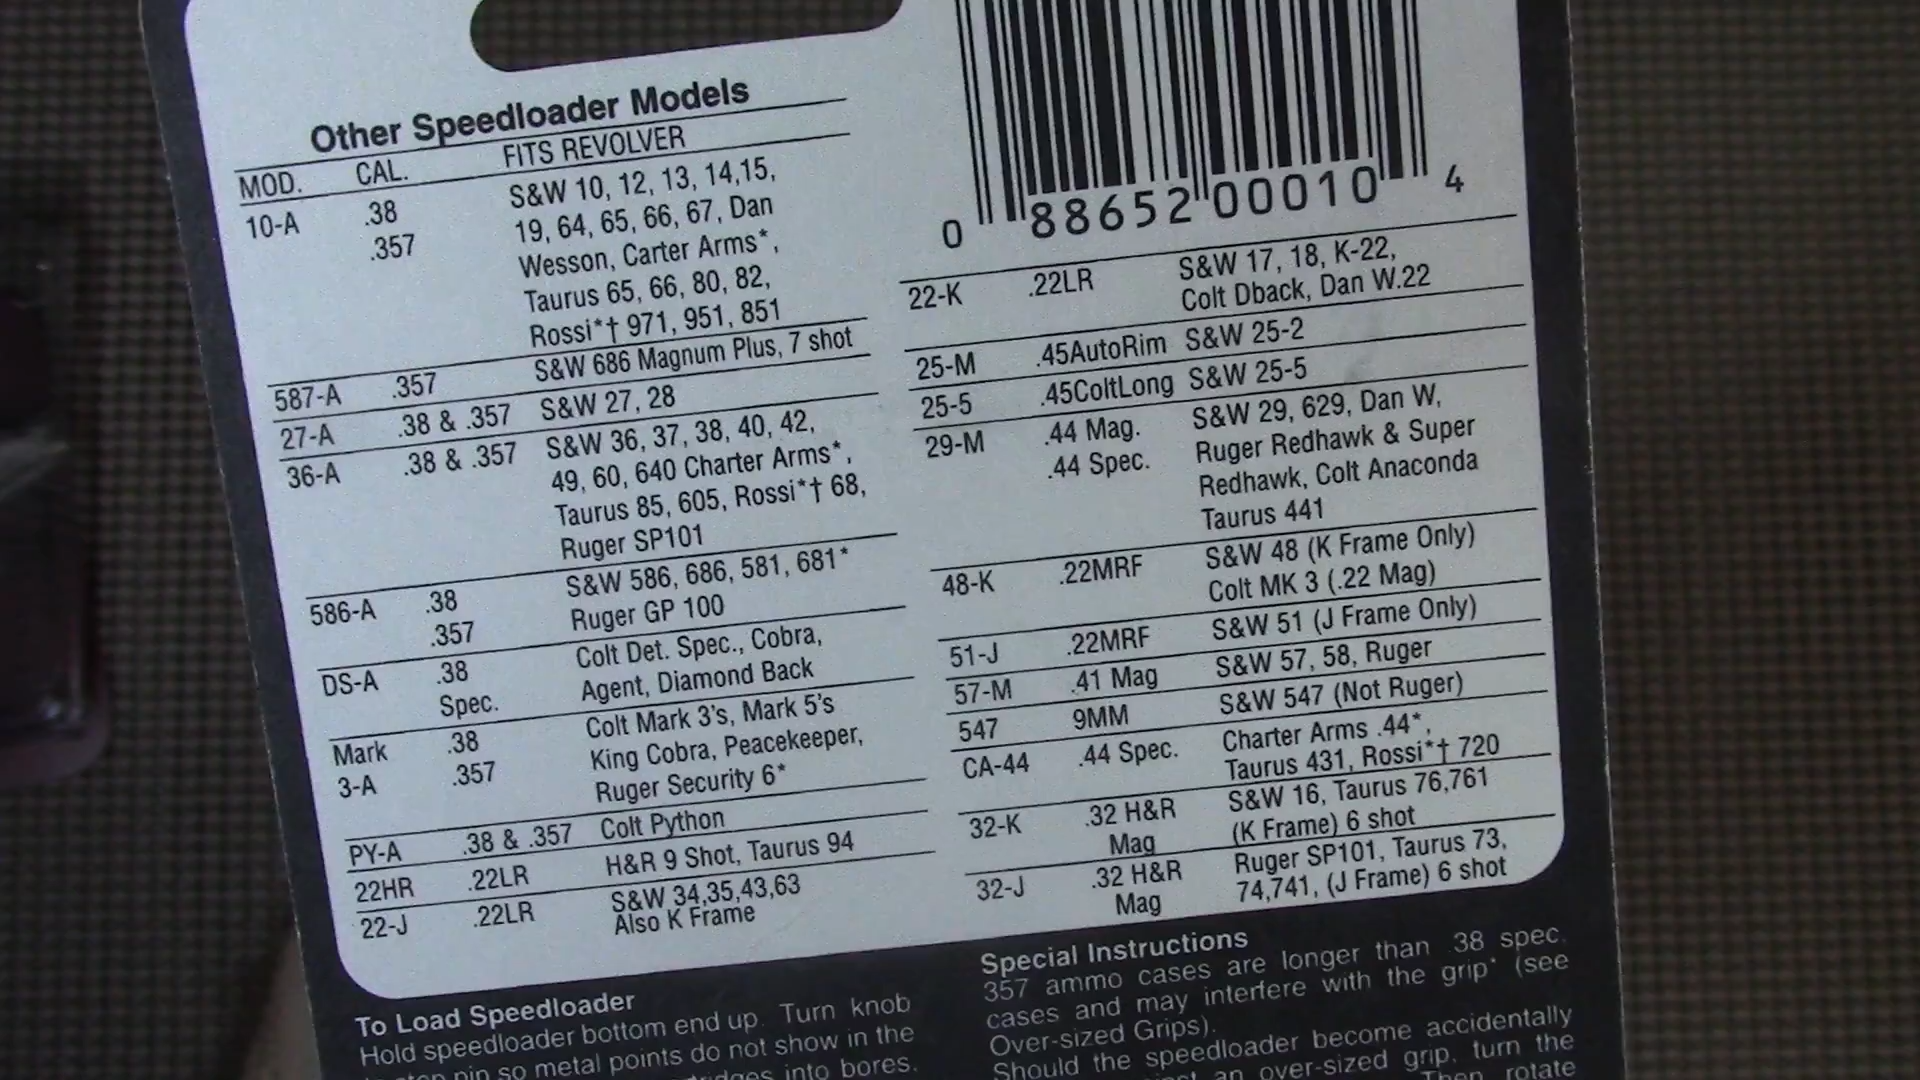 Other Speedloader Models
MOD. CAL. FITS REVOLVER
10-A .38 S&W 10, 12, 13, 14,15,
.357 19, 64, 65, 66, 67, Dan
Wesson, Carter Arms*,
Taurus 65, 66, 80, 82,
Rossi*† 971, 951, 851
587-A .357 S&W 686 Magnum Plus, 7 shot
27-A .38 & .357 S&W 27, 28
36-A .38 & .357 S&W 36, 37, 38, 40, 42,
49, 60, 640 Charter Arms*,
Taurus 85, 605, Rossi*† 68,
Ruger SP101
586-A .38 S&W 586, 686, 581, 681*
.357 Ruger GP 100
DS-A .38 Colt Det. Spec., Cobra,
Spec. Agent, Diamond Back
Mark .38 Colt Mark 3's, Mark 5's
3-A .357 King Cobra, Peacekeeper,
Ruger Security 6*
PY-A .38 & .357 Colt Python
22HR .22LR H&R 9 Shot, Taurus 94
22-J .22LR S&W 34,35,43,63
Also K Frame
0 88652 00010 4
22-K .22LR S&W 17, 18, K-22,
Colt Dback, Dan W.22
25-M .45AutoRim S&W 25-2
25-5 .45ColtLong S&W 25-5
29-M .44 Mag. S&W 29, 629, Dan W,
.44 Spec. Ruger Redhawk & Super
Redhawk, Colt Anaconda
Taurus 441
48-K .22MRF S&W 48 (K Frame Only)
Colt MK 3 (.22 Mag)
51-J .22MRF S&W 51 (J Frame Only)
57-M .41 Mag S&W 57, 58, Ruger
547 9MM S&W 547 (Not Ruger)
CA-44 .44 Spec. Charter Arms .44*,
Taurus 431, Rossi*† 720
32-K .32 H&R S&W 16, Taurus 76,761
Mag (K Frame) 6 shot
32-J .32 H&R Ruger SP101, Taurus 73,
Mag 74,741, (J Frame) 6 shot
To Load Speedloader
Hold speedloader bottom end up. Turn knob
pin so metal points do not show in the
into bores.
Special Instructions
357 ammo cases are longer than .38 spec.
cases and may interfere with the grip* (see
Over-sized Grips).
Should the speedloader become accidentally
an over-sized grip, turn the
Then rotate